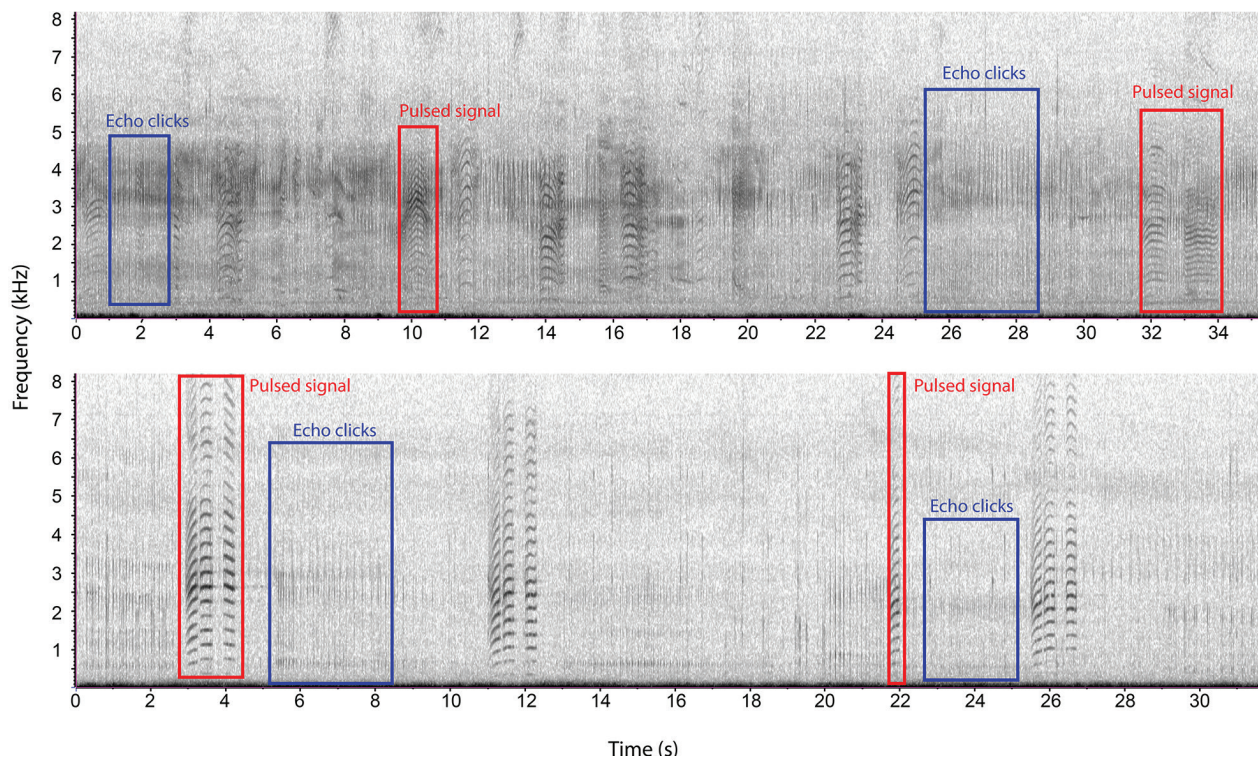 8
7
6
5
4
3
2
1
Echo clicks
Pulsed signal
Echo clicks
Pulsed signal
0 2 4 6 8 10 12 14 16 18 20 22 24 26 28 30 32 34
Frequency (kHz)
8
7
6
5
4
3
2
1
Pulsed signal
Echo clicks
Pulsed signal
Echo clicks
0 2 4 6 8 10 12 14 16 18 20 22 24 26 28 30
Time (s)